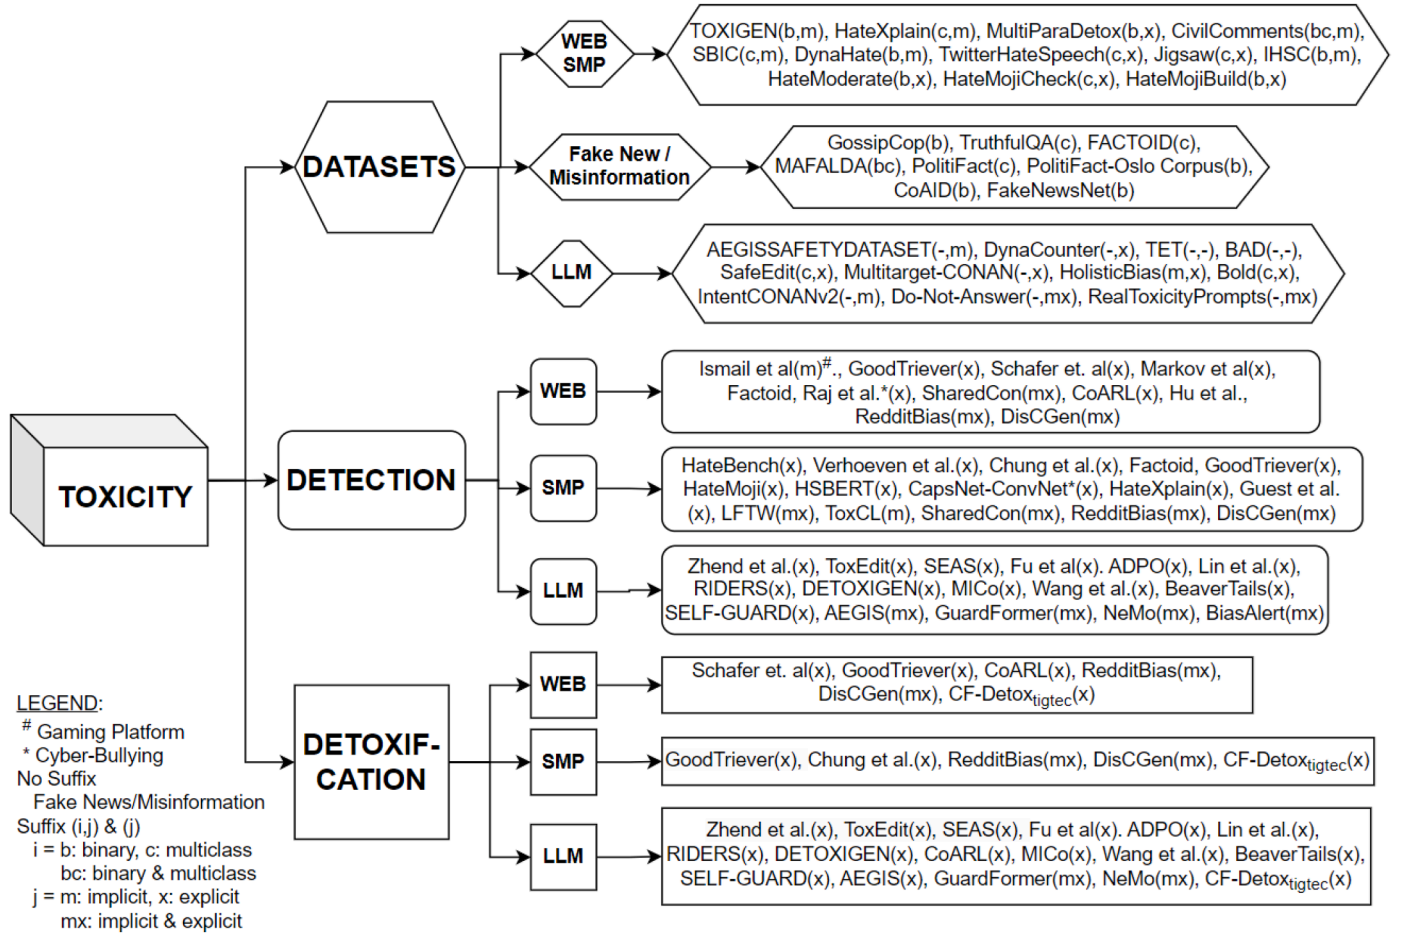 TOXICITY
DATASETS
WEB
SMP
TOXIGEN(b,m), HateXplain(c,m), MultiParaDetox(b,x), CivilComments(bc,m),
SBIC(c,m), DynaHate(b,m), TwitterHateSpeech(c,x), Jigsaw(c,x), IHSC(b,m),
HateModerate(b,x), HateMojiCheck(c,x), HateMojiBuild(b,x)
Fake New /
Misinformation
GossipCop(b), TruthfulQA(c), FACTOID(c),
MAFALDA(bc), PolitiFact(c), PolitiFact-Oslo Corpus(b),
CoAID(b), FakeNewsNet(b)
LLM
AEGISSAFETYDATASET(-,m), DynaCounter(-,x), TET(-,-), BAD(-,-),
SafeEdit(c,x), Multitarget-CONAN(-,x), HolisticBias(m,x), Bold(c,x),
IntentCONANv2(-,m), Do-Not-Answer(-,mx), RealToxicityPrompts(-,mx)
DETECTION
WEB
Ismail et al(m)#., GoodTriever(x), Schafer et. al(x), Markov et al(x),
Factoid, Raj et al.*(x), SharedCon(mx), CoARL(x), Hu et al.,
RedditBias(mx), DisCGen(mx)
SMP
HateBench(x), Verhoeven et al.(x), Chung et al.(x), Factoid, GoodTriever(x),
HateMoji(x), HSBERT(x), CapsNet-ConvNet*(x), HateXplain(x), Guest et al.
(x), LFTW(mx), ToxCL(m), SharedCon(mx), RedditBias(mx), DisCGen(mx)
LLM
Zhend et al.(x), ToxEdit(x), SEAS(x), Fu et al(x). ADPO(x), Lin et al.(x),
RIDERS(x), DETOXIGEN(x), MICo(x), Wang et al.(x), BeaverTails(x),
SELF-GUARD(x), AEGIS(mx), GuardFormer(mx), NeMo(mx), BiasAlert(mx)
DETOXIF-
CATION
WEB
Schafer et. al(x), GoodTriever(x), CoARL(x), RedditBias(mx),
DisCGen(mx), CF-Detoxtigtec(x)
SMP
GoodTriever(x), Chung et al.(x), RedditBias(mx), DisCGen(mx), CF-Detoxtigtec(x)
LLM
Zhend et al.(x), ToxEdit(x), SEAS(x), Fu et al(x). ADPO(x), Lin et al.(x),
RIDERS(x), DETOXIGEN(x), CoARL(x), MICo(x), Wang et al.(x), BeaverTails(x),
SELF-GUARD(x), AEGIS(x), GuardFormer(mx), NeMo(mx), CF-Detoxtigtec(x)
LEGEND:
# Gaming Platform
* Cyber-Bullying
No Suffix
Fake News/Misinformation
Suffix (i,j) & (j)
i = b: binary, c: multiclass
bc: binary & multiclass
j = m: implicit, x: explicit
mx: implicit & explicit